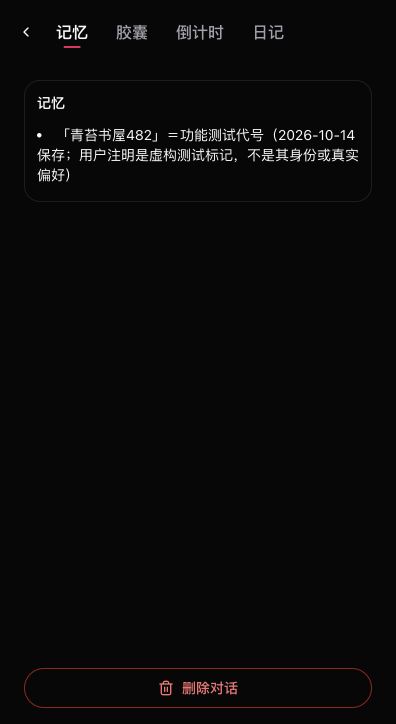 记忆
胶囊
倒计时
日记
记忆
• 「青苔书屋482」＝功能测试代号（2026-10-14
保存；用户注明是虚构测试标记，不是其身份或真实
偏好）
删除对话